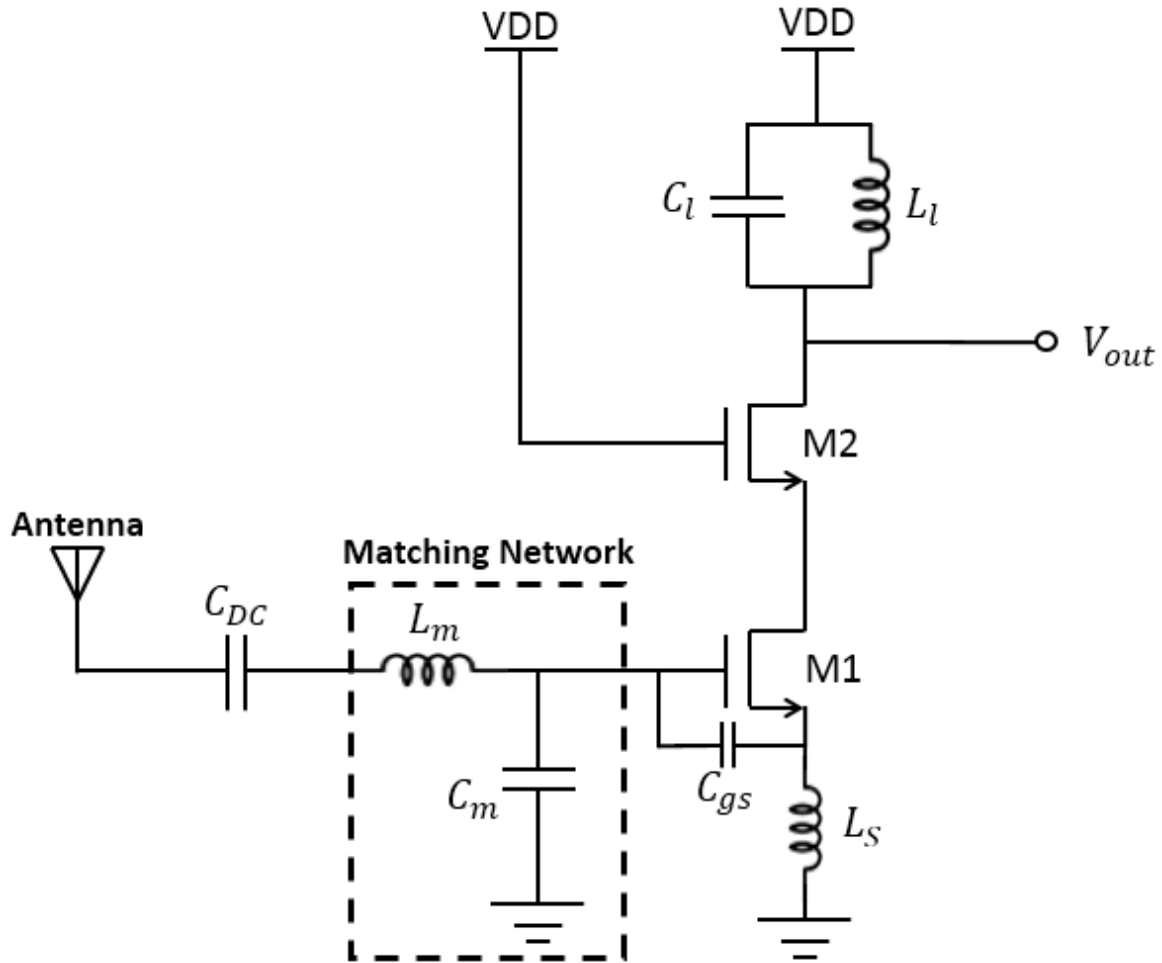 VDD
VDD
C_l
L_l
V_out
M2
Antenna
Matching Network
C_DC
L_m
M1
C_m
C_gs
L_S